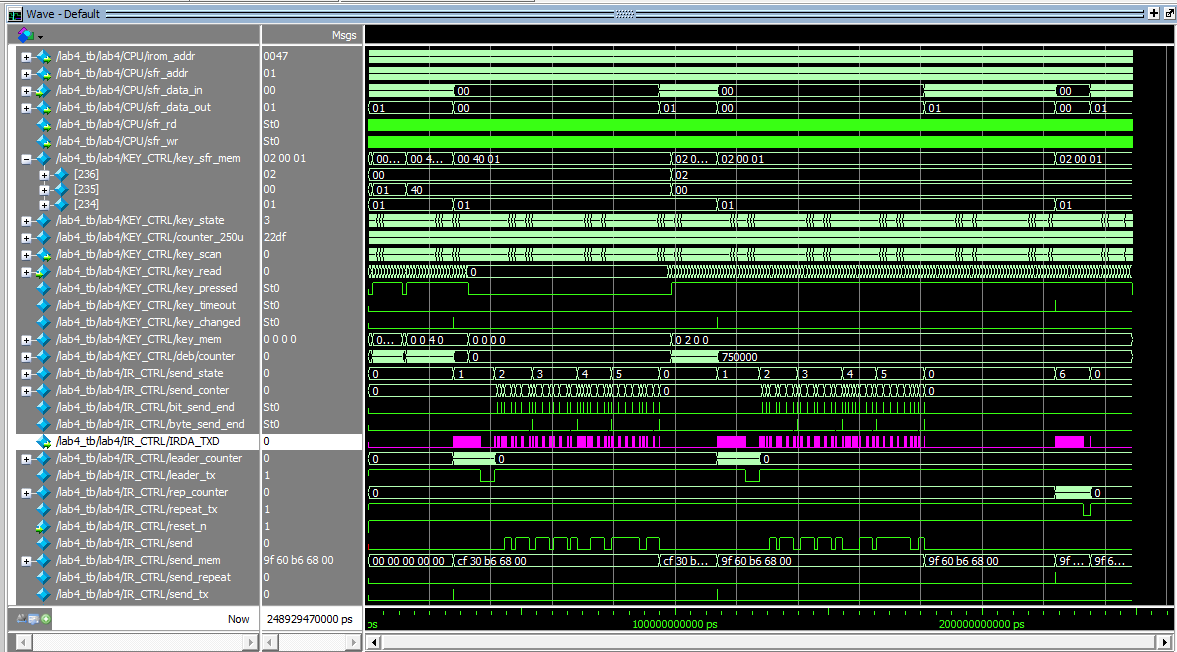 Wave - Default
Msgs
/lab4_tb/lab4/CPU/irom_addr 0047
/lab4_tb/lab4/CPU/sfr_addr 01
/lab4_tb/lab4/CPU/sfr_data_in 00 00 00 00
/lab4_tb/lab4/CPU/sfr_data_out 01 01 00 01 00 01 00 01
/lab4_tb/lab4/CPU/sfr_rd St0
/lab4_tb/lab4/CPU/sfr_wr St0
/lab4_tb/lab4/KEY_CTRL/key_sfr_mem 02 00 01 00... 00 4... 00 40 01 02 0... 02 00 01 02 00 01
[236] 02 00 02
[235] 00 01 40 00
[234] 01 01 01 01 01
/lab4_tb/lab4/KEY_CTRL/key_state 3
/lab4_tb/lab4/KEY_CTRL/counter_250u 22df
/lab4_tb/lab4/KEY_CTRL/key_scan 0
/lab4_tb/lab4/KEY_CTRL/key_read 0 0
/lab4_tb/lab4/KEY_CTRL/key_pressed St0
/lab4_tb/lab4/KEY_CTRL/key_timeout St0
/lab4_tb/lab4/KEY_CTRL/key_changed St0
/lab4_tb/lab4/KEY_CTRL/key_mem 0 0 0 0 0... 0 0 4 0 0 0 0 0 0 2 0 0
/lab4_tb/lab4/KEY_CTRL/deb/counter 0 0 750000
/lab4_tb/lab4/IR_CTRL/send_state 0 0 1 2 3 4 5 0 1 2 3 4 5 0 6 0
/lab4_tb/lab4/IR_CTRL/send_conter 0 0 0 0
/lab4_tb/lab4/IR_CTRL/bit_send_end St0
/lab4_tb/lab4/IR_CTRL/byte_send_end St0
/lab4_tb/lab4/IR_CTRL/IRDA_TXD 0
/lab4_tb/lab4/IR_CTRL/leader_counter 0 0 0 0
/lab4_tb/lab4/IR_CTRL/leader_tx 1
/lab4_tb/lab4/IR_CTRL/rep_counter 0 0 0
/lab4_tb/lab4/IR_CTRL/repeat_tx 1
/lab4_tb/lab4/IR_CTRL/reset_n 1
/lab4_tb/lab4/IR_CTRL/send 0
/lab4_tb/lab4/IR_CTRL/send_mem 9f 60 b6 68 00 00 00 00 00 00 cf 30 b6 68 00 cf 30 b... 9f 60 b6 68 00 9f 60 b6 68 00 9f... 9f 6...
/lab4_tb/lab4/IR_CTRL/send_repeat 0
/lab4_tb/lab4/IR_CTRL/send_tx 0
Now 248929470000 ps
ps 100000000000 ps 200000000000 ps